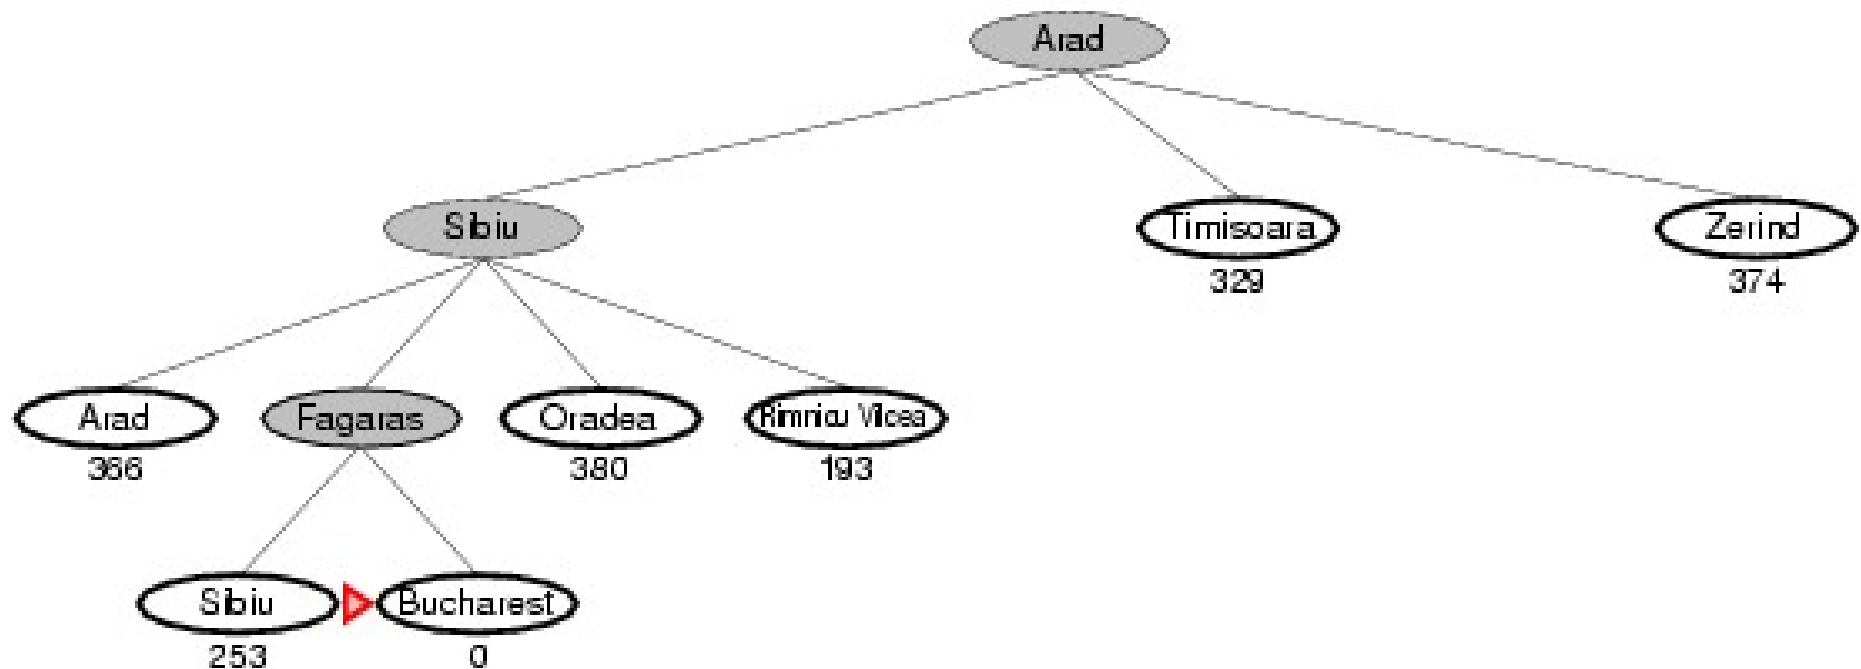 Arad
Sibiu
Timisoara
Zerind
329
374
Arad
Fagaras
Oradea
Rimnicu Vilcea
366
380
193
Sibiu
Bucharest
253
0